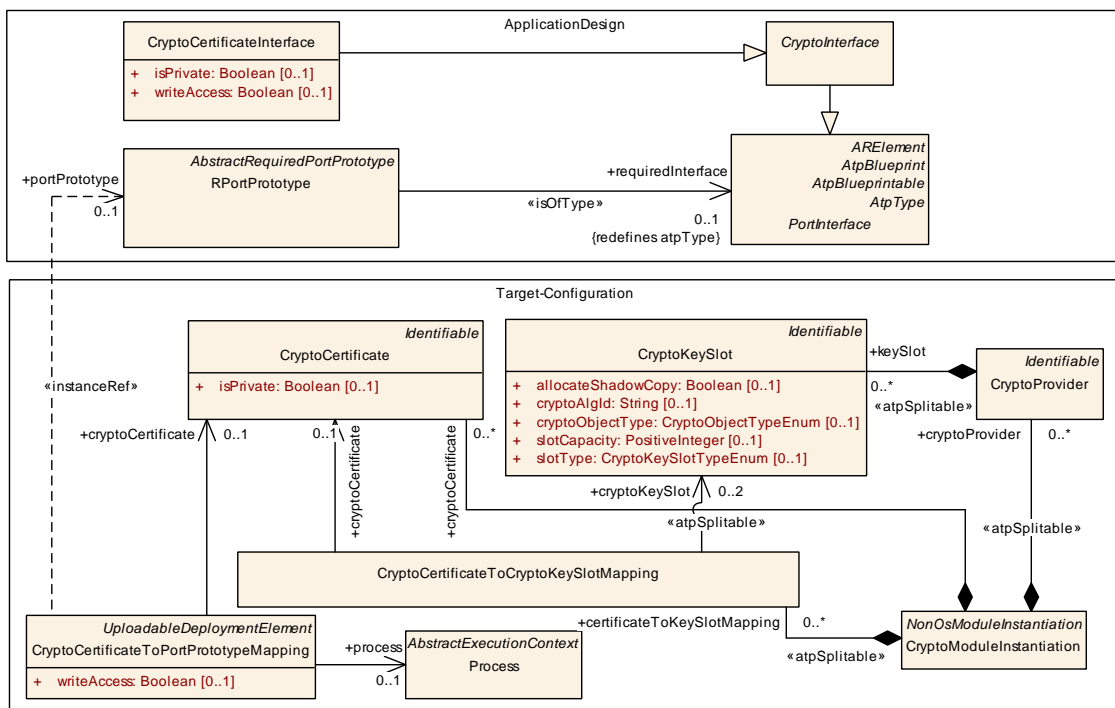 ApplicationDesign
CryptoCertificateInterface
+ isPrivate: Boolean [0..1]
+ writeAccess: Boolean [0..1]
CryptoInterface
AbstractRequiredPortPrototype
RPortPrototype
+portPrototype
0..1
+requiredInterface
«isOfType»
0..1
{redefines atpType}
ARElement
AtpBlueprint
AtpBlueprintable
AtpType
PortInterface
Target-Configuration
Identifiable
CryptoCertificate
+ isPrivate: Boolean [0..1]
Identifiable
CryptoKeySlot
+ allocateShadowCopy: Boolean [0..1]
+ cryptoAlgId: String [0..1]
+ cryptoObjectType: CryptoObjectTypeEnum [0..1]
+ slotCapacity: PositiveInteger [0..1]
+ slotType: CryptoKeySlotTypeEnum [0..1]
+keySlot
0..*
«atpSplitable»
Identifiable
CryptoProvider
+cryptoProvider
0..*
«instanceRef»
+cryptoCertificate
0..1
0..1
+cryptoCertificate
0..*
+cryptoCertificate
+cryptoKeySlot
0..2
«atpSplitable»
«atpSplitable»
CryptoCertificateToCryptoKeySlotMapping
+certificateToKeySlotMapping
0..*
«atpSplitable»
NonOsModuleInstantiation
CryptoModuleInstantiation
UploadableDeploymentElement
CryptoCertificateToPortPrototypeMapping
+ writeAccess: Boolean [0..1]
+process
0..1
AbstractExecutionContext
Process